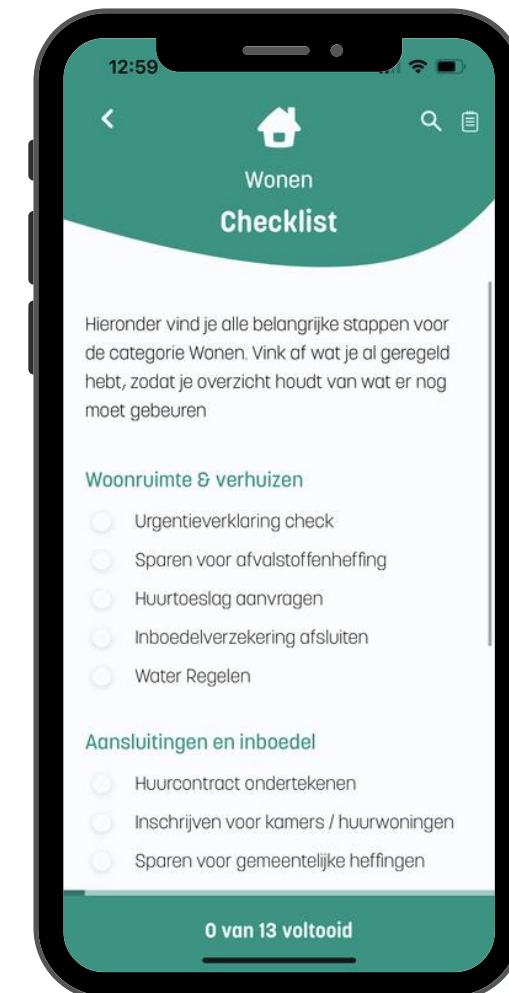 12:59
Wonen
Checklist
Hieronder vind je alle belangrijke stappen voor
de categorie Wonen. Vink af wat je al geregeld
hebt, zodat je overzicht houdt van wat er nog
moet gebeuren
Woonruimte & verhuizen
Urgentieverklaring check
Sparen voor afvalstoffenheffing
Huurtoeslag aanvragen
Inboedelverzekering afsluiten
Water Regelen
Aansluitingen en inboedel
Huurcontract ondertekenen
Inschrijven voor kamers / huurwoningen
Sparen voor gemeentelijke heffingen
0 van 13 voltooid